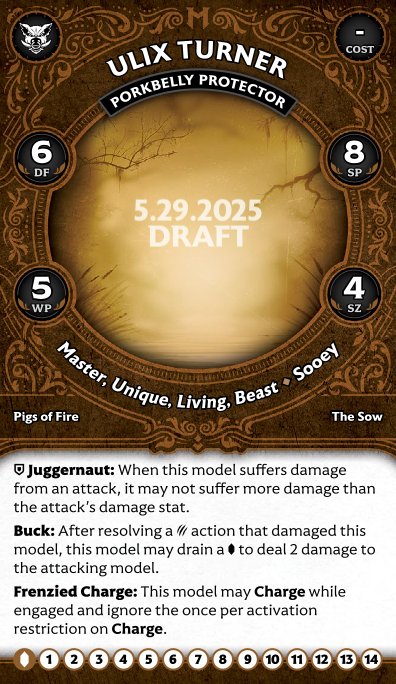 M
-
COST
ULIX TURNER
PORKBELLY PROTECTOR
6
DF
8
SP
5.29.2025
DRAFT
5
WP
4
SZ
Master, Unique, Living, Beast ⬥ Sooey
Pigs of Fire
The Sow
Juggernaut: When this model suffers damage
from an attack, it may not suffer more damage than
the attack’s damage stat.
Buck: After resolving a action that damaged this
model, this model may drain a to deal 2 damage to
the attacking model.
Frenzied Charge: This model may Charge while
engaged and ignore the once per activation
restriction on Charge.
1 2 3 4 5 6 7 8 9 10 11 12 13 14